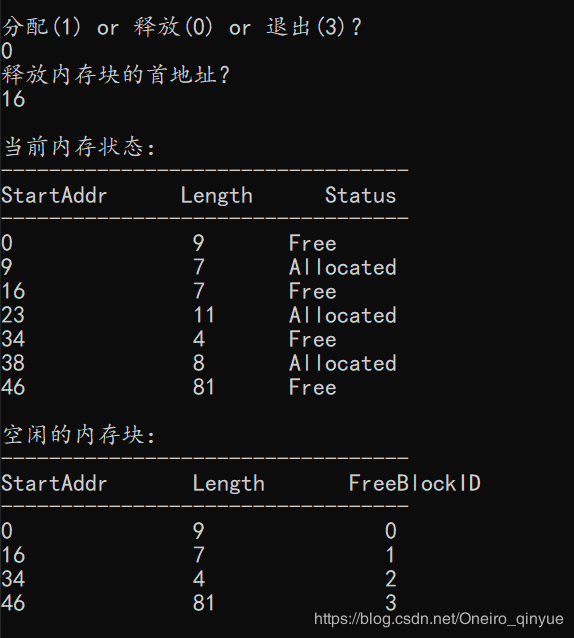 分配(1) or 释放(0) or 退出(3)?
0
释放内存块的首地址?
16
当前内存状态:
----------------------------------
StartAddr Length Status
----------------------------------
0 9 Free
9 7 Allocated
16 7 Free
23 11 Allocated
34 4 Free
38 8 Allocated
46 81 Free
空闲的内存块:
----------------------------------
StartAddr Length FreeBlockID
----------------------------------
0 9 0
16 7 1
34 4 2
46 81 3
https://blog.csdn.net/Oneiro_qinyue